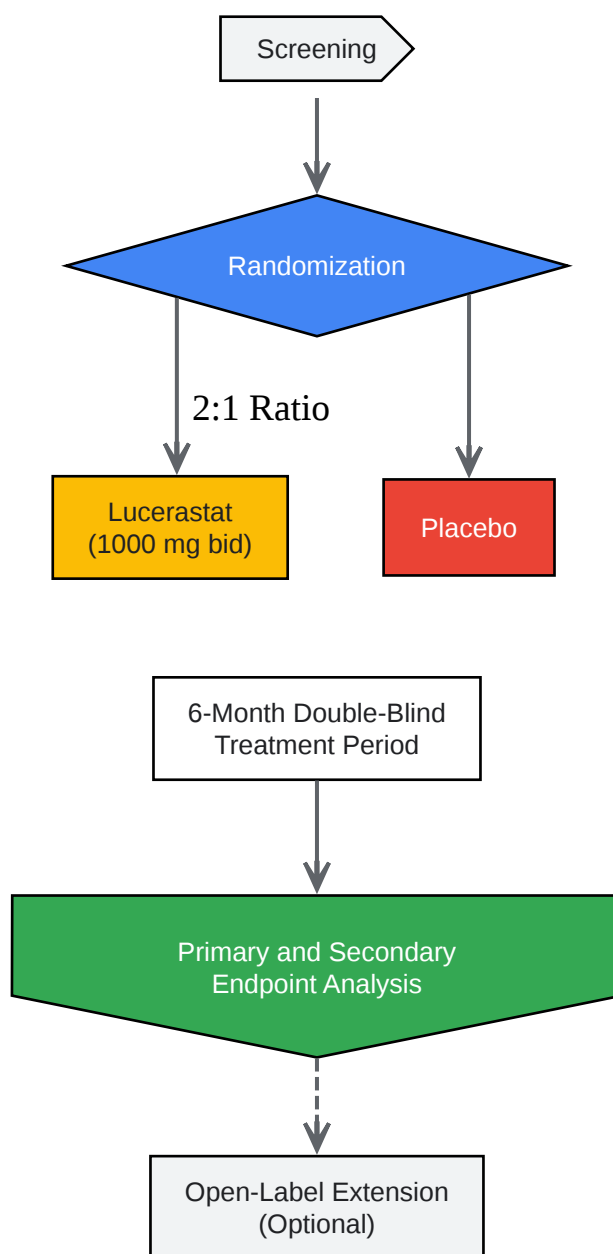 Screening
Randomization
2:1 Ratio
Lucerastat
(1000 mg bid)
Placebo
6-Month Double-Blind
Treatment Period
Primary and Secondary
Endpoint Analysis
Open-Label Extension
(Optional)